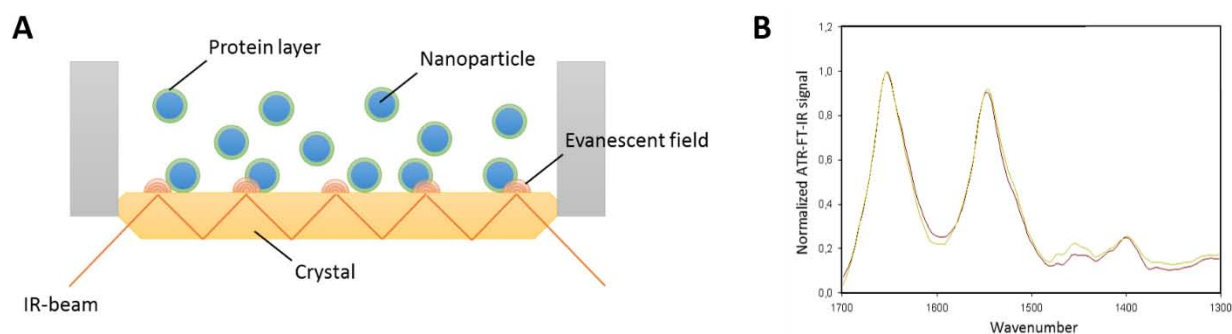 A
Protein layer
Nanoparticle
Evanescent field
Crystal
IR-beam
B
Normalized ATR-FT-IR signal
1,2
1,0
0,8
0,6
0,4
0,2
0,0
1700 1600 1500 1400 1300
Wavenumber